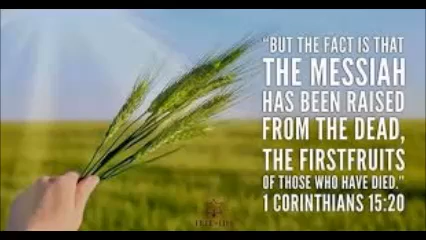 “BUT THE FACT IS THAT
THE MESSIAH
HAS BEEN RAISED
FROM THE DEAD,
THE FIRSTFRUITS
OF THOSE WHO HAVE DIED.”
1 CORINTHIANS 15:20